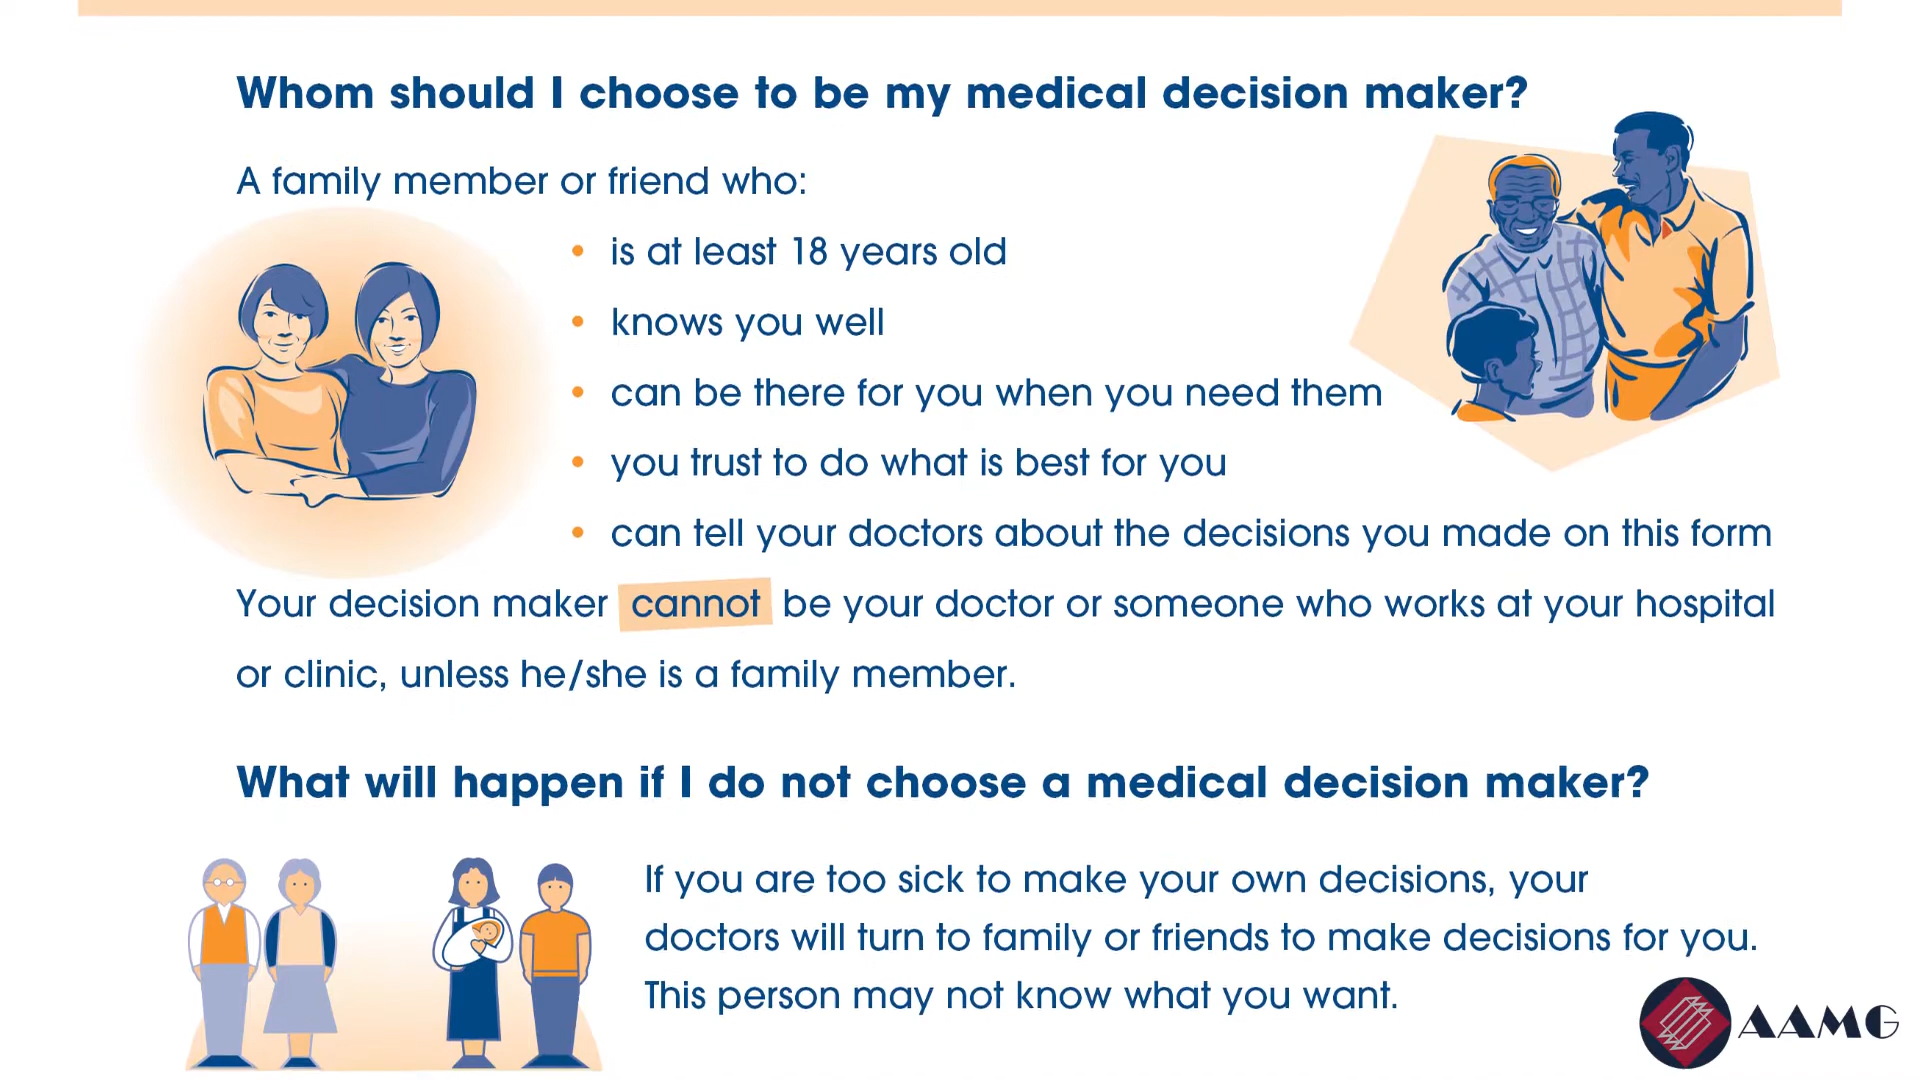 Whom should I choose to be my medical decision maker?
A family member or friend who:
• is at least 18 years old
• knows you well
• can be there for you when you need them
• you trust to do what is best for you
• can tell your doctors about the decisions you made on this form
Your decision maker cannot be your doctor or someone who works at your hospital
or clinic, unless he/she is a family member.
What will happen if I do not choose a medical decision maker?
If you are too sick to make your own decisions, your
doctors will turn to family or friends to make decisions for you.
This person may not know what you want.
AAMG